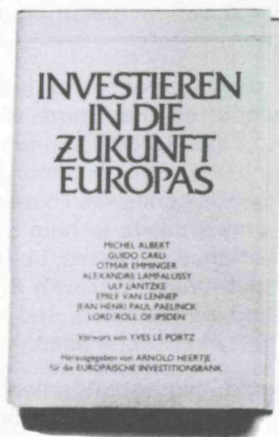 INVESTIEREN
IN DIE
ZUKUNFT
EUROPAS
MICHEL ALBERT
GUIDO CARLI
OTMAR EMMINGER
ALEXANDRE LAMFALUSSY
ULF LANTZKE
EMILE VAN LENNEP
JEAN HENRI PAUL PAELINCK
LORD ROLL OF IPSDEN
Vorwort von YVES LE PORTZ
Herausgegeben von ARNOLD HEERTJE
für die EUROPÄISCHE INVESTITIONSBANK